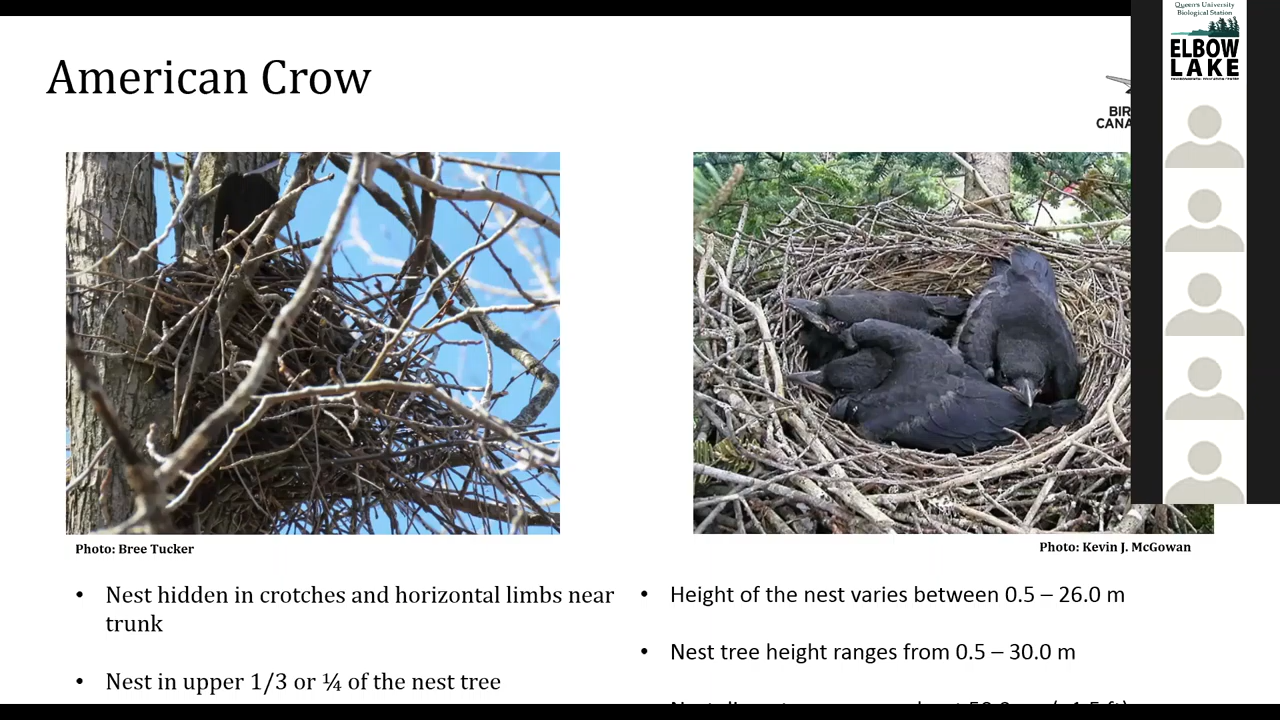 American Crow
Queen's University
Biological Station
ELBOW
LAKE
BIR
CANA
Photo: Bree Tucker
Photo: Kevin J. McGowan
• Nest hidden in crotches and horizontal limbs near
trunk
• Nest in upper 1/3 or ¼ of the nest tree
• Height of the nest varies between 0.5 – 26.0 m
• Nest tree height ranges from 0.5 – 30.0 m